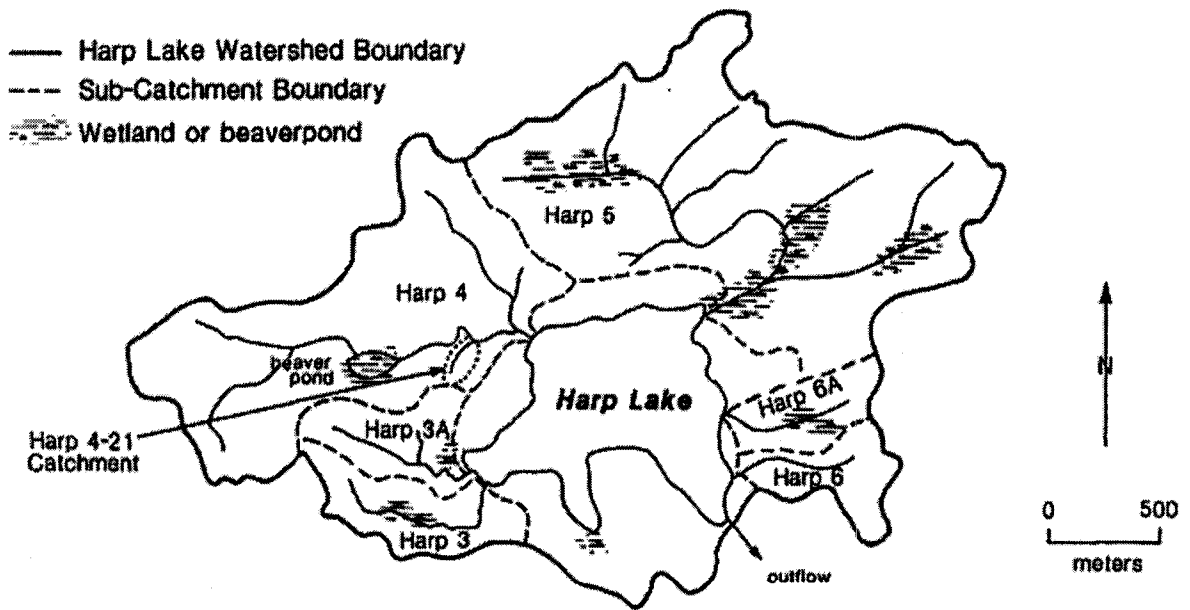 Harp Lake Watershed Boundary
Sub-Catchment Boundary
Wetland or beaverpond
Harp 5
Harp 4
beaver
pond
Harp Lake
Harp 6A
Harp 3A
Harp 4-21
Catchment
Harp 6
Harp 3
outflow
N
0 500
meters